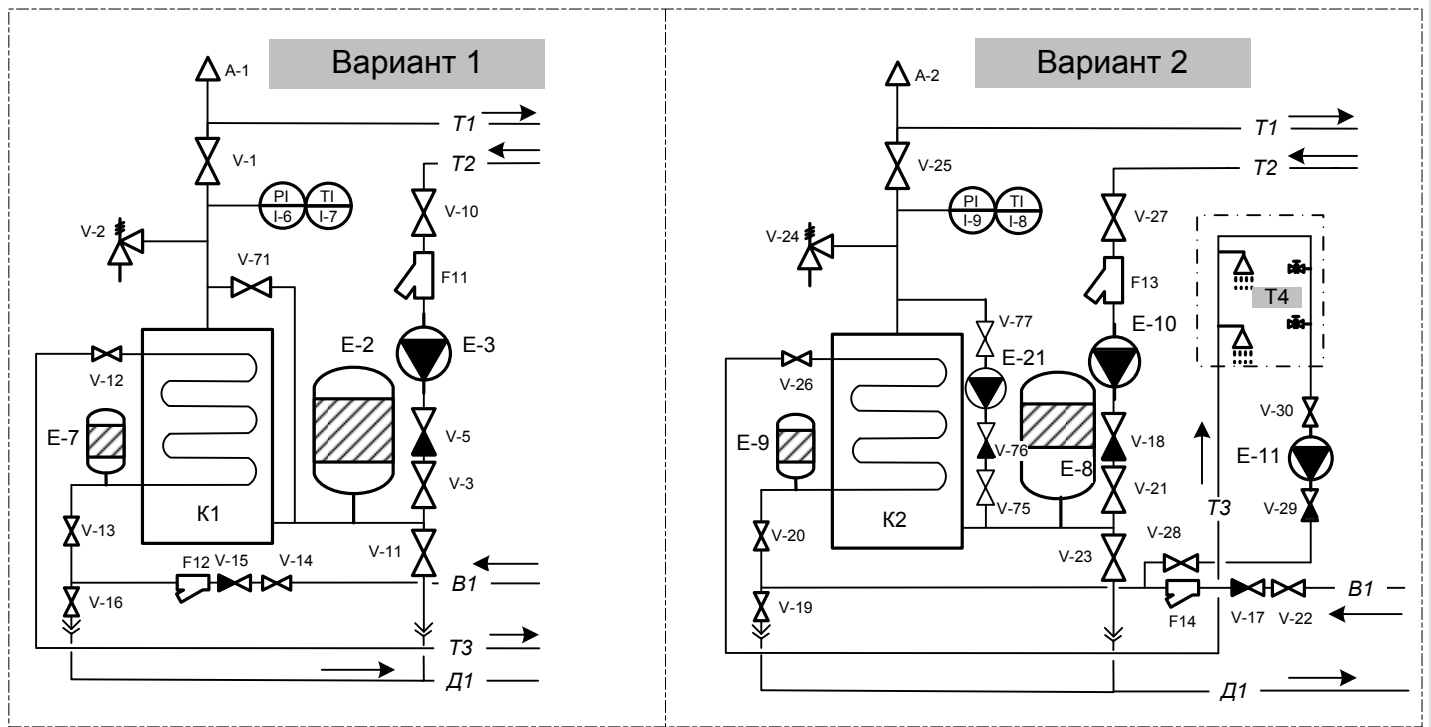 Вариант 1
A-1
T1
V-1
T2
PI
TI
I-6
I-7
V-10
V-2
V-71
F11
E-2
E-3
V-12
E-7
V-5
V-3
К1
V-13
V-11
F12
V-15
V-14
B1
V-16
T3
Д1
Вариант 2
A-2
T1
V-25
T2
PI
TI
I-9
I-8
V-27
V-24
F13
T4
V-77
E-10
E-21
V-26
V-30
E-9
V-18
V-76
E-8
E-11
V-21
V-75
К2
T3
V-29
V-20
V-28
V-23
B1
V-19
F14
V-17
V-22
Д1